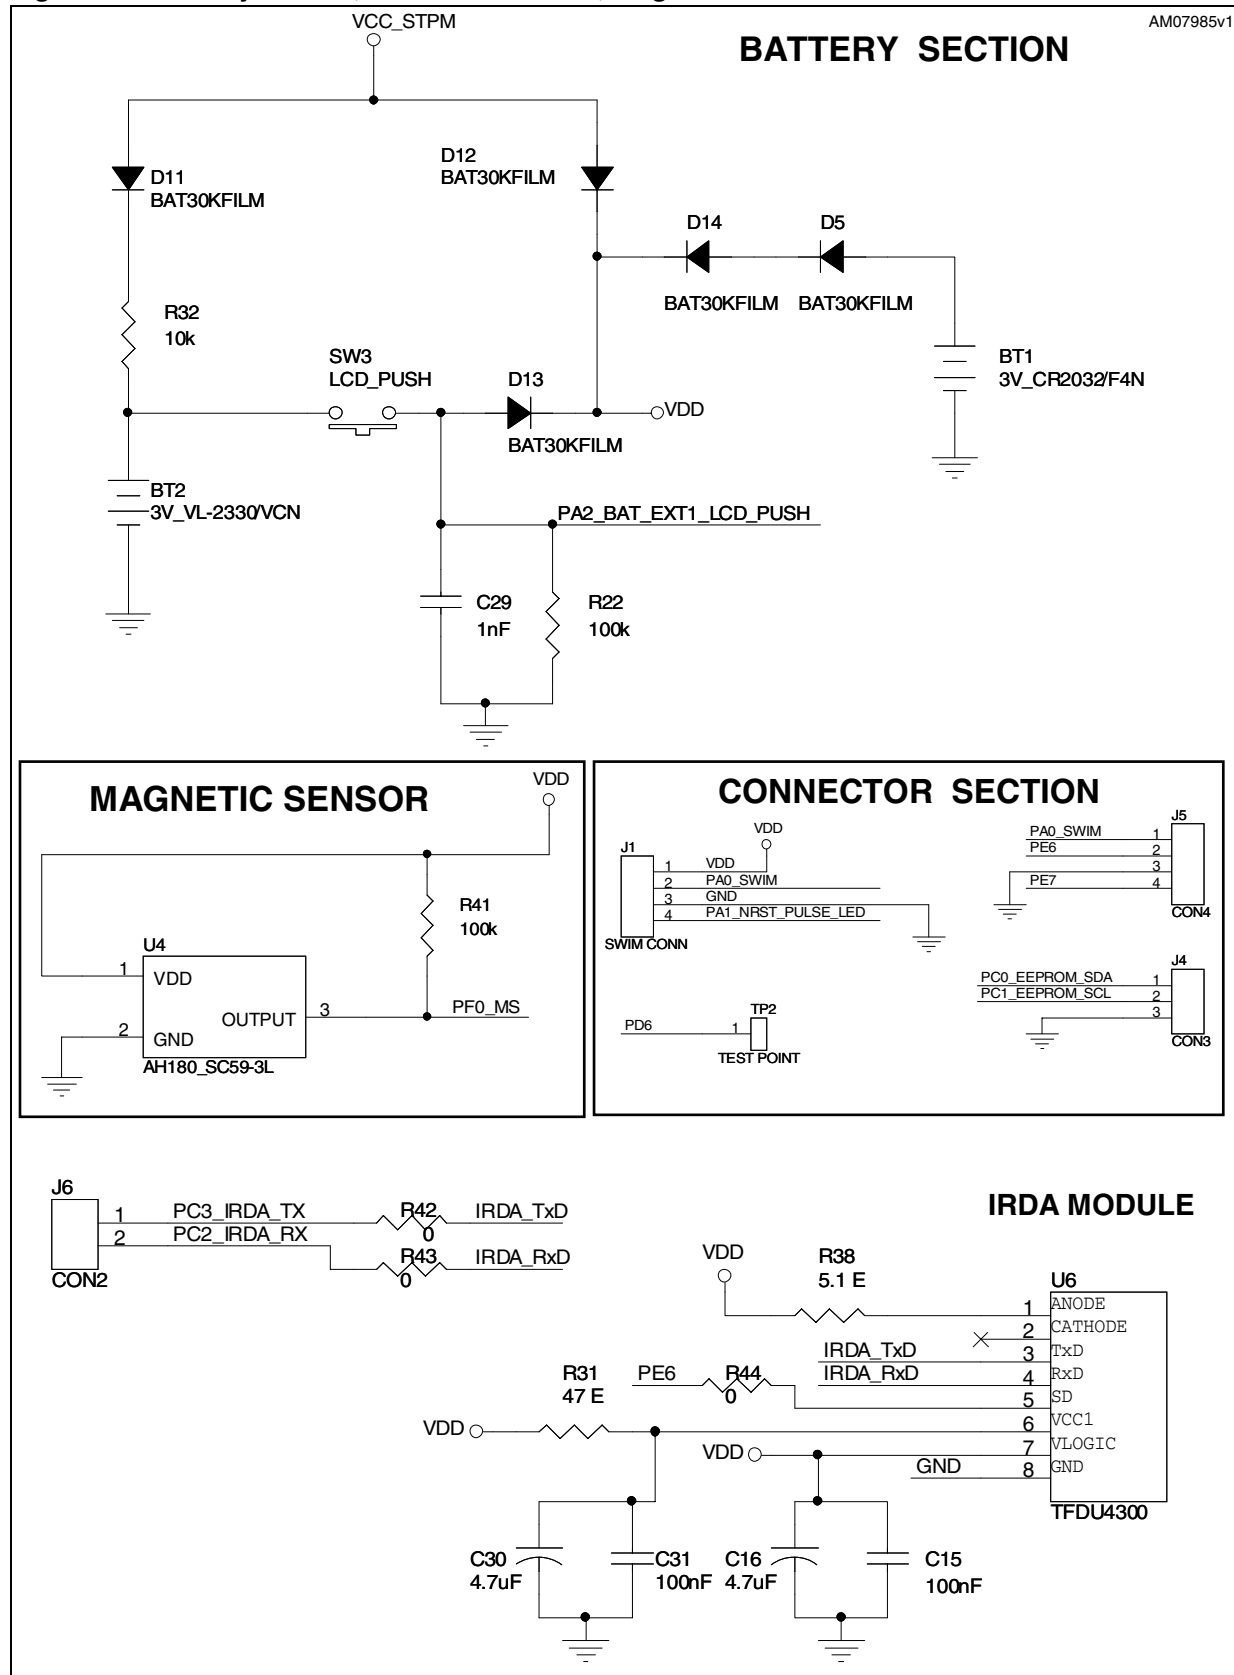 VCC_STPM
AM07985v1
BATTERY SECTION
D11
BAT30KFILM
D12
BAT30KFILM
D14
D5
BAT30KFILM
BAT30KFILM
R32
10k
SW3
LCD_PUSH
D13
BAT30KFILM
VDD
BT1
3V_CR2032/F4N
BT2
3V_VL-2330/VCN
PA2_BAT_EXT1_LCD_PUSH
C29
1nF
R22
100k
MAGNETIC SENSOR
VDD
R41
100k
U4
1
VDD
OUTPUT
3
PF0_MS
2
GND
AH180_SC59-3L
CONNECTOR SECTION
J1
VDD
1 VDD
2 PA0_SWIM
3 GND
4 PA1_NRST_PULSE_LED
SWIM CONN
J5
PA0_SWIM 1
PE6 2
3
PE7 4
CON4
TP2
PD6 1
TEST POINT
J4
PC0_EEPROM_SDA 1
PC1_EEPROM_SCL 2
3
CON3
J6
1 PC3_IRDA_TX R42 IRDA_TxD
0
2 PC2_IRDA_RX R43 IRDA_RxD
0
CON2
IRDA MODULE
VDD
R38
5.1 E
U6
1 ANODE
2 CATHODE
IRDA_TxD 3 TxD
IRDA_RxD 4 RxD
PE6 R44 5 SD
0
R31
47 E
VDD
6 VCC1
VDD 7 VLOGIC
GND 8 GND
TFDU4300
C30
4.7uF
C31
100nF
C16
4.7uF
C15
100nF